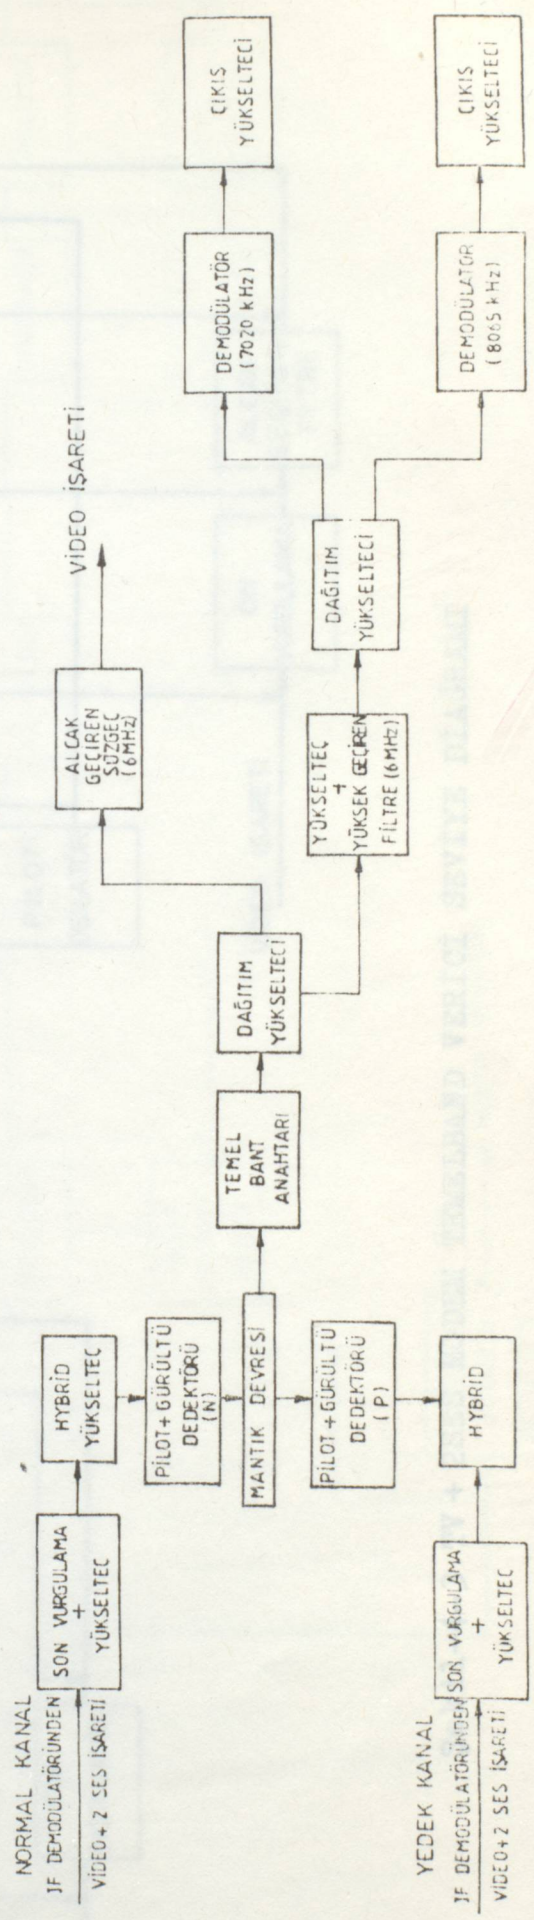 NORMAL KANAL
IF DEMODÜLATÖRÜNDEN
VİDEO+2 SES İŞARETİ
SON VURGULAMA
+
YÜKSELTEÇ
HYBRID
YÜKSELTEÇ
PİLOT+GÜRÜLTÜ
DEDEKTÖRÜ
(N)
MANTIK DEVRESİ
PİLOT+GÜRÜLTÜ
DEDEKTÖRÜ
(P)
HYBRID
YEDEK KANAL
IF DEMODÜLATÖRÜNDEN
VİDEO+2 SES İŞARETİ
SON VURGULAMA
+
YÜKSELTEÇ
TEMEL
BANT
ANAHTARI
DAĞITIM
YÜKSELTECİ
ALÇAK
GEÇİREN
SÜZGEÇ
(6MHz)
VİDEO İŞARETİ
YÜKSELTEÇ
+
YÜKSEK GEÇİREN
FİLTRE(6MHz)
DAĞITIM
YÜKSELTECİ
DEMODÜLATÖR
(7020 kHz)
ÇIKIŞ
YÜKSELTECİ
DEMODÜLATÖR
(8065 kHz)
ÇIKIŞ
YÜKSELTECİ